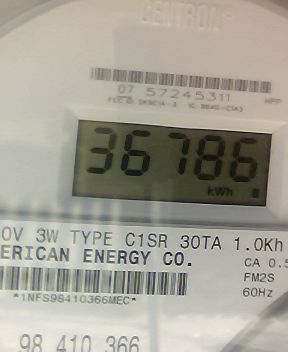 CENTRON®
07 57245311
36786
kWh
0V 3W TYPE C1SR 30TA 1.0Kh
ERICAN ENERGY CO.
CA 0.5
FM2S
*1NFS98410366MEC*
60Hz
98 410 366